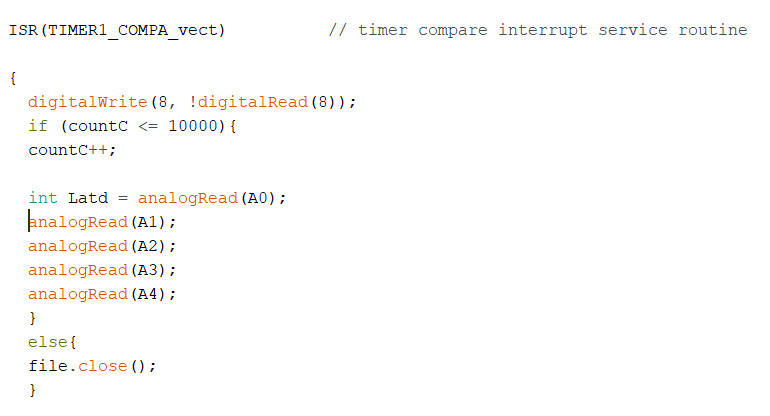 ISR(TIMER1_COMPA_vect)          // timer compare interrupt service routine
{
  digitalWrite(8, !digitalRead(8));
  if (countC <= 10000){
  countC++;
  int Latd = analogRead(A0);
  analogRead(A1);
  analogRead(A2);
  analogRead(A3);
  analogRead(A4);
  }
  else{
  file.close();
  }